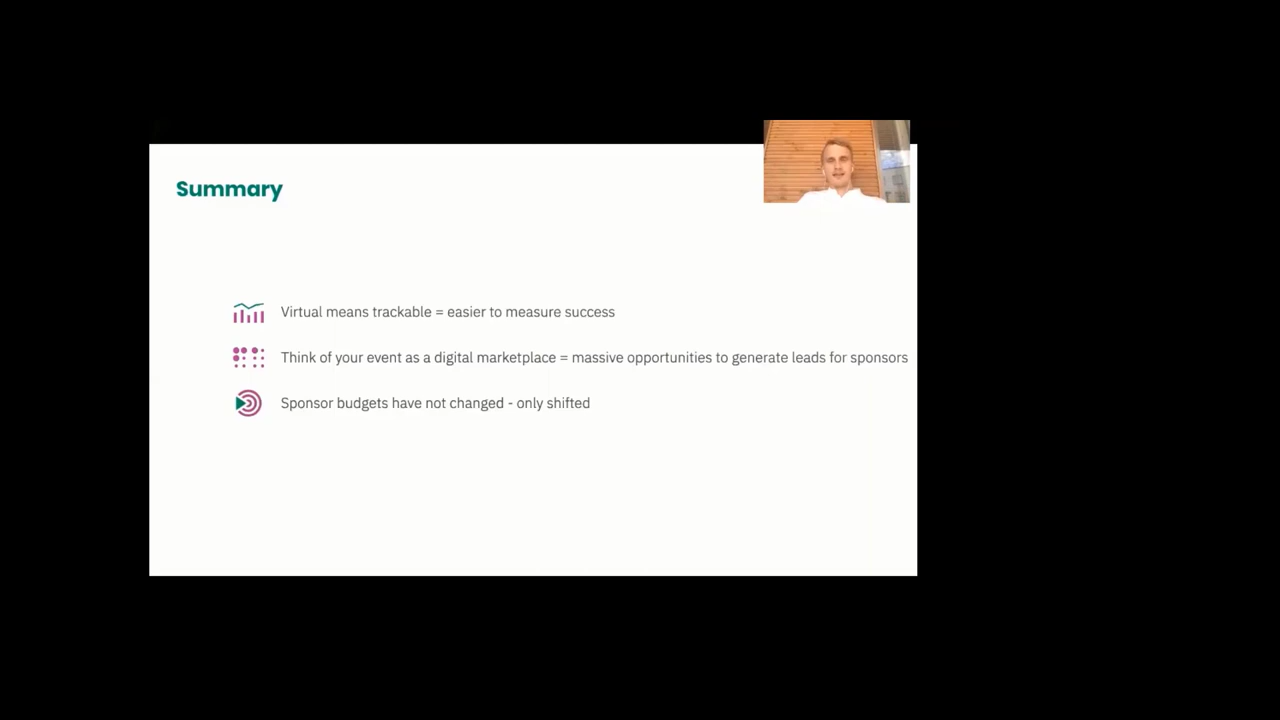 Summary
Virtual means trackable = easier to measure success
Think of your event as a digital marketplace = massive opportunities to generate leads for sponsors
Sponsor budgets have not changed - only shifted